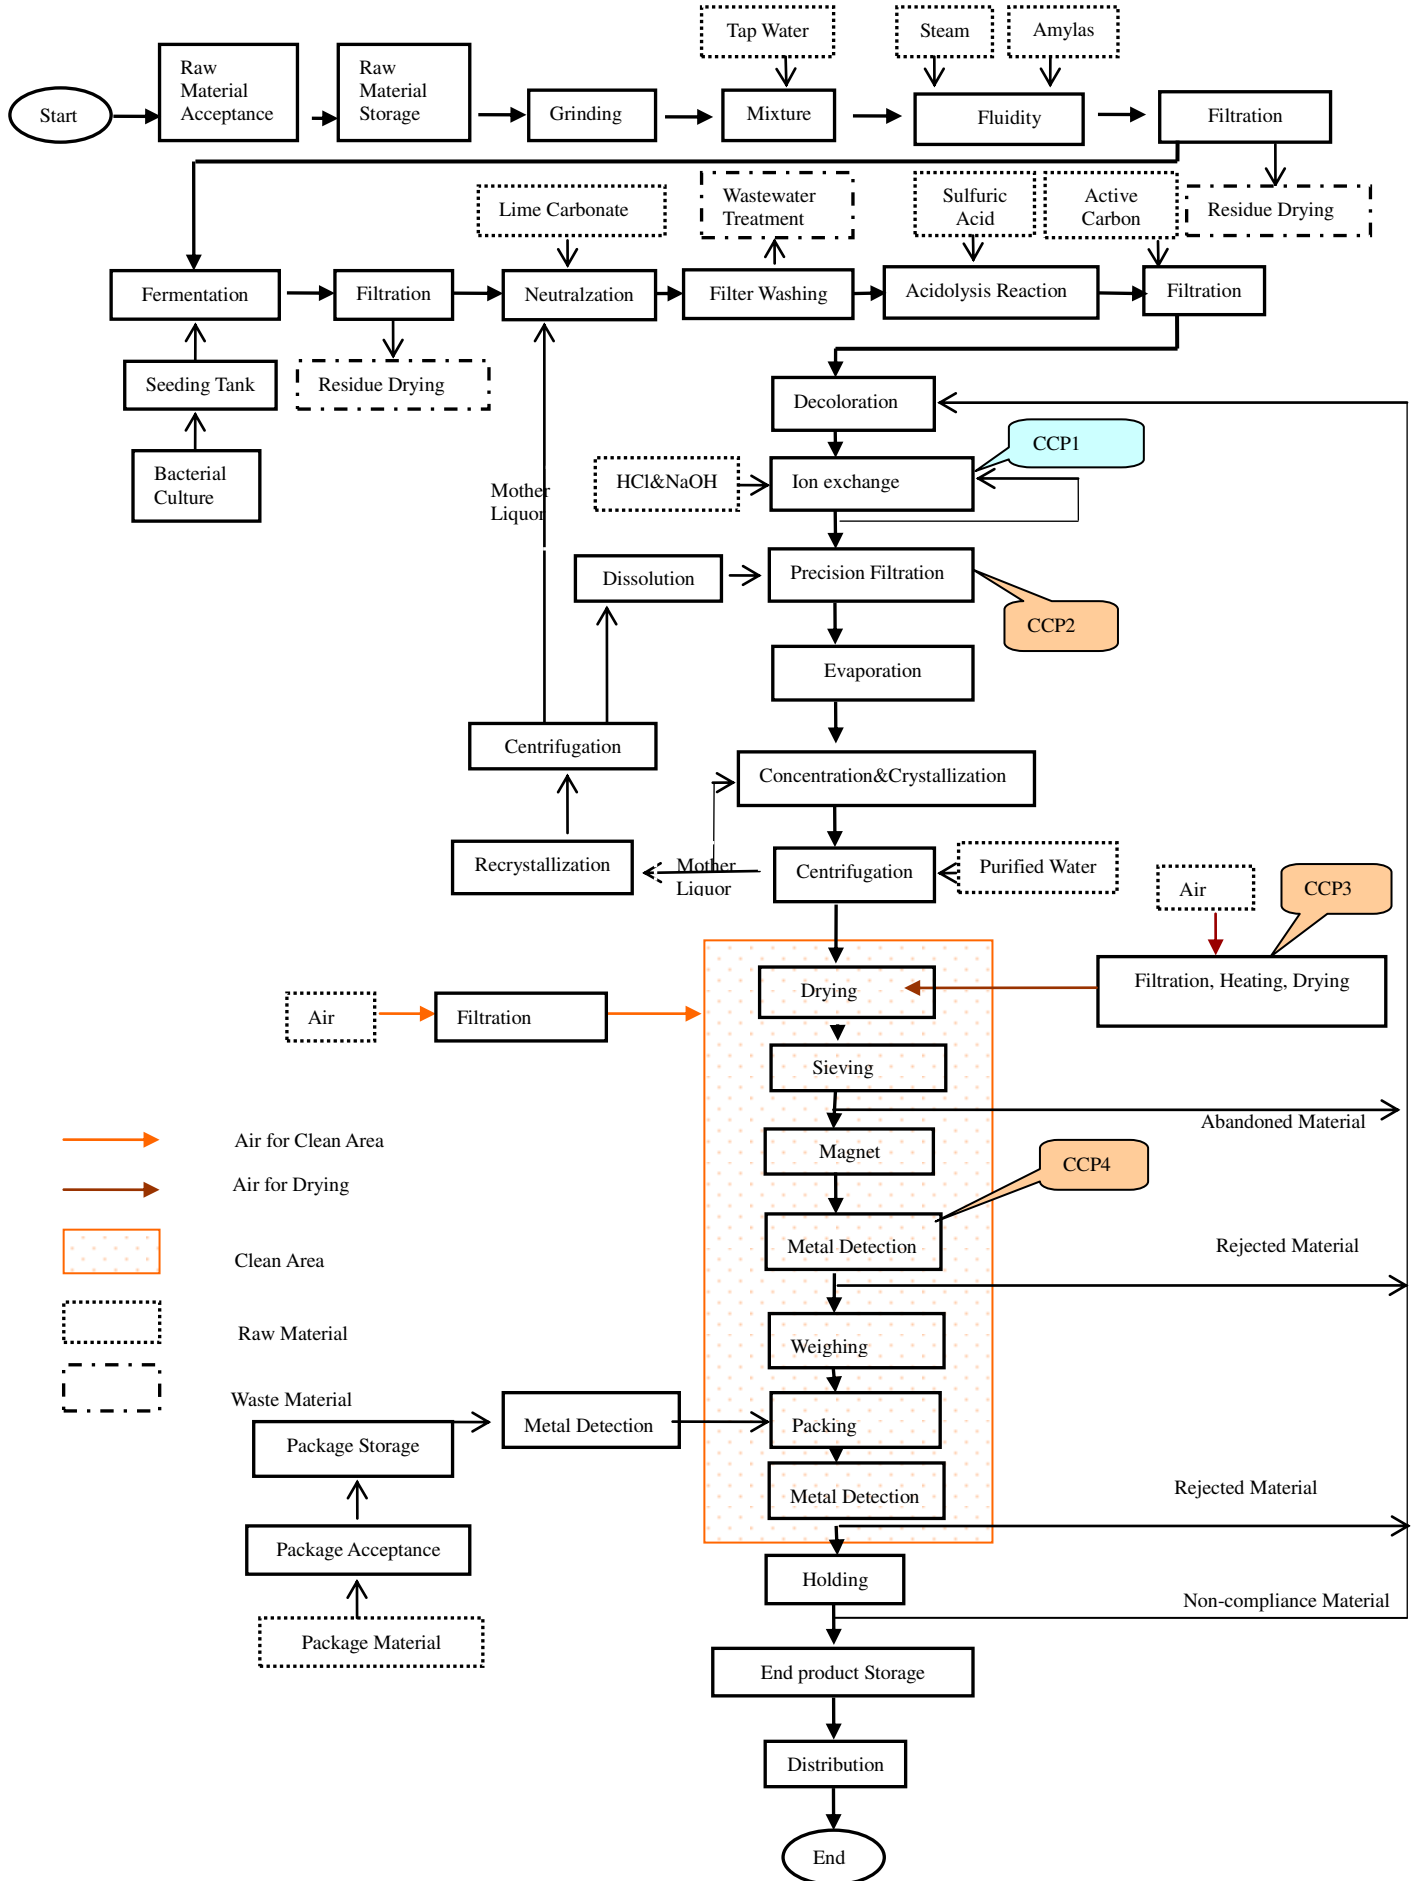 Tap Water
Steam
Amylas
Start
Raw
Material
Acceptance
Raw
Material
Storage
Grinding
Mixture
Fluidity
Filtration
Lime Carbonate
Wastewater
Treatment
Sulfuric
Acid
Active
Carbon
Residue Drying
Fermentation
Filtration
Neutralzation
Filter Washing
Acidolysis Reaction
Filtration
Seeding Tank
Residue Drying
Decoloration
Bacterial
Culture
Mother
Liquor
HCl&NaOH
Ion exchange
CCP1
Dissolution
Precision Filtration
CCP2
Evaporation
Centrifugation
Concentration&Crystallization
Recrystallization
Mother
Liquor
Centrifugation
Purified Water
Air
CCP3
Filtration, Heating, Drying
Drying
Air
Filtration
Sieving
Abandoned Material
Air for Clean Area
Magnet
CCP4
Air for Drying
Metal Detection
Rejected Material
Clean Area
Raw Material
Weighing
Waste Material
Package Storage
Metal Detection
Packing
Metal Detection
Rejected Material
Package Acceptance
Holding
Non-compliance Material
Package Material
End product Storage
Distribution
End